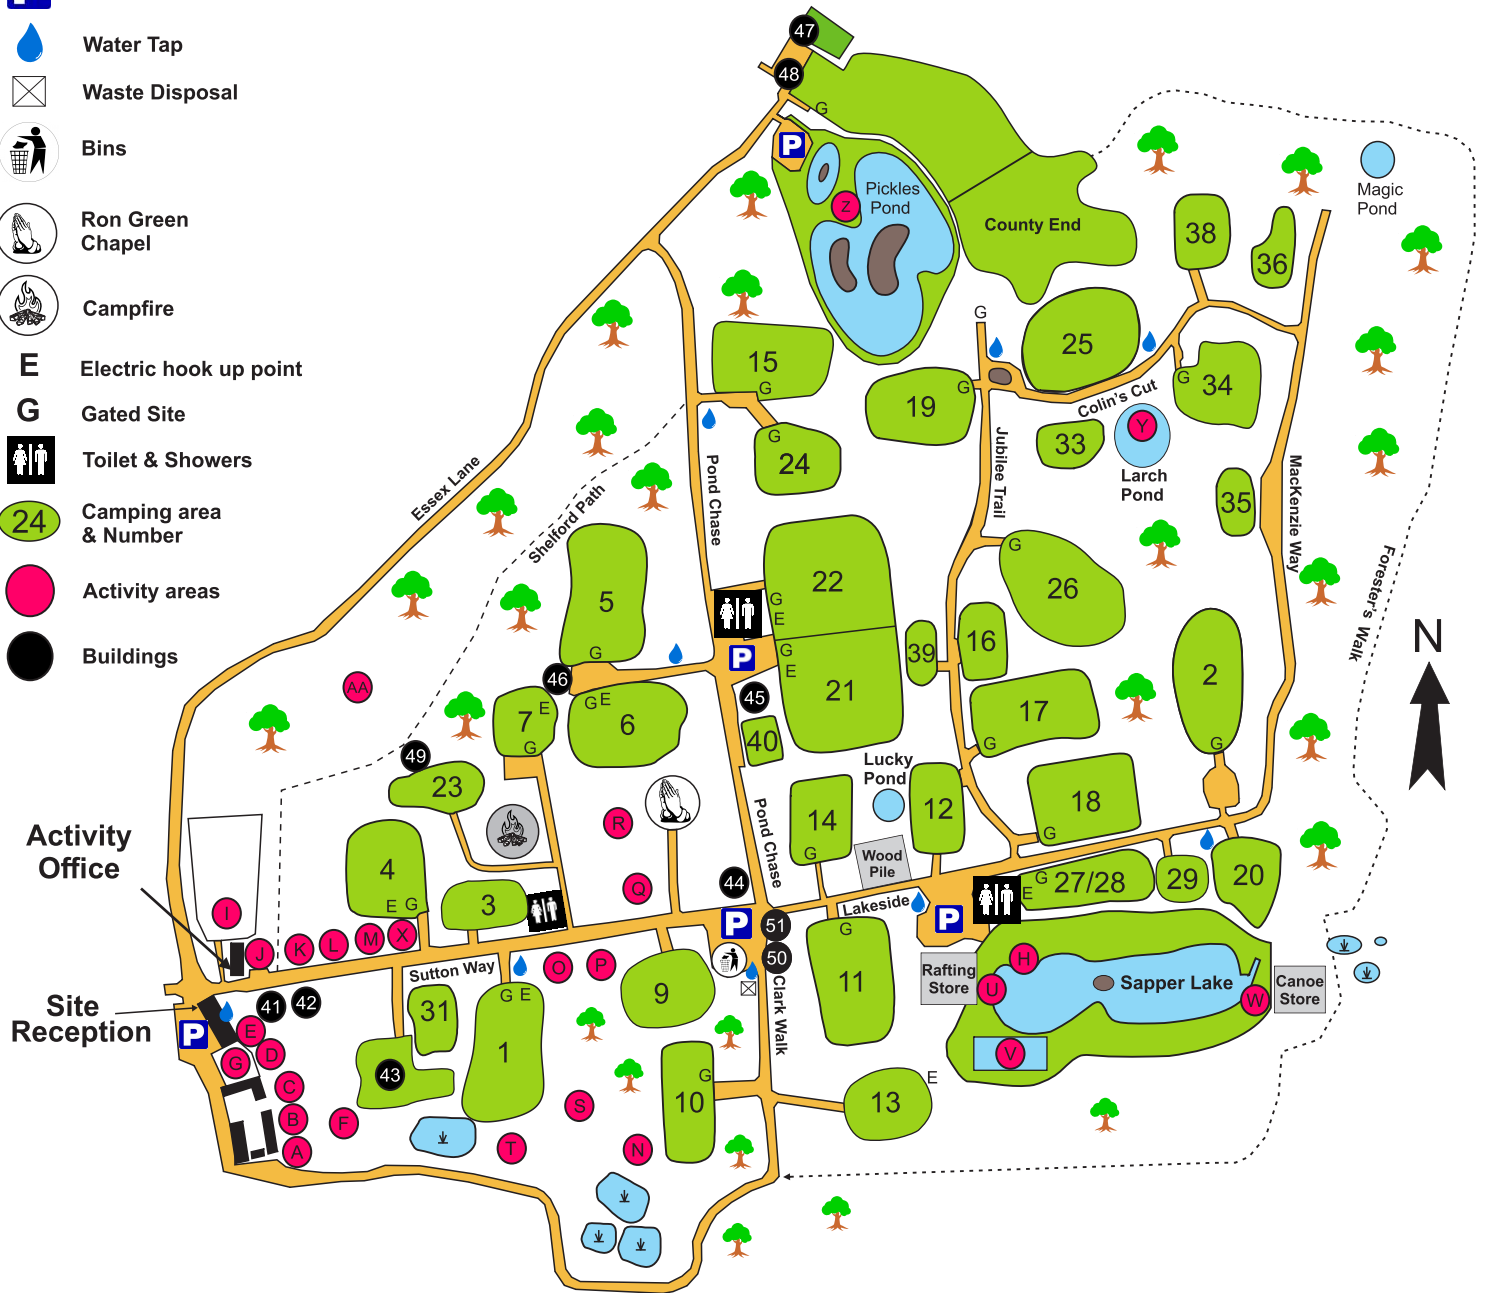 P
Water Tap
Waste Disposal
Bins
Ron Green
Chapel
Campfire
E
Electric hook up point
G
Gated Site
Toilet & Showers
24
Camping area
& Number
Activity areas
Buildings
47
48
G
P
Z
Pickles
Pond
County End
38
36
Magic
Pond
G
25
15
G
19
G
G
34
Colin's Cut
33
Y
Larch
Pond
G
24
35
Essex Lane
Shelford Path
Pond Chase
Jubilee Trail
MacKenzie Way
Forester's Walk
N
5
G
22
G
E
G
E
21
P
G
26
39
16
2
G
AA
46
7
E
G
G E
6
45
40
17
G
49
23
Lucky
Pond
14
G
12
18
G
R
Pond Chase
Wood
Pile
Activity
Office
4
E G
3
Q
44
P
51
50
Lakeside
P
E
G
27/28
29
20
I
J
K
L
M
X
Sutton Way
O
P
9
11
G
Clark Walk
Rafting
Store
H
U
Sapper Lake
W
Canoe
Store
V
Site
Reception
P
41
42
E
G
D
C
B
A
F
31
43
G E
1
S
T
N
10
G
13
E